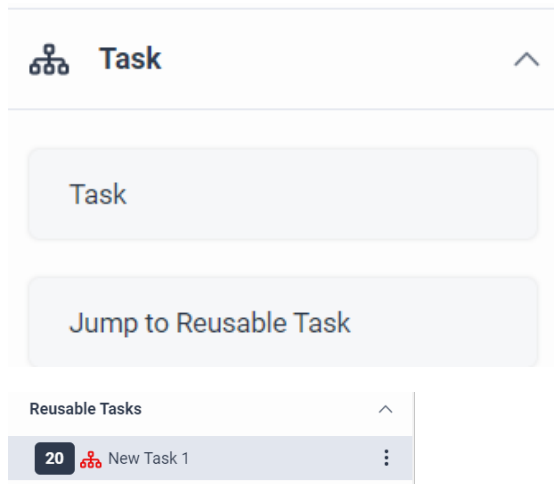 Task
Task
Jump to Reusable Task
Reusable Tasks
20 New Task 1